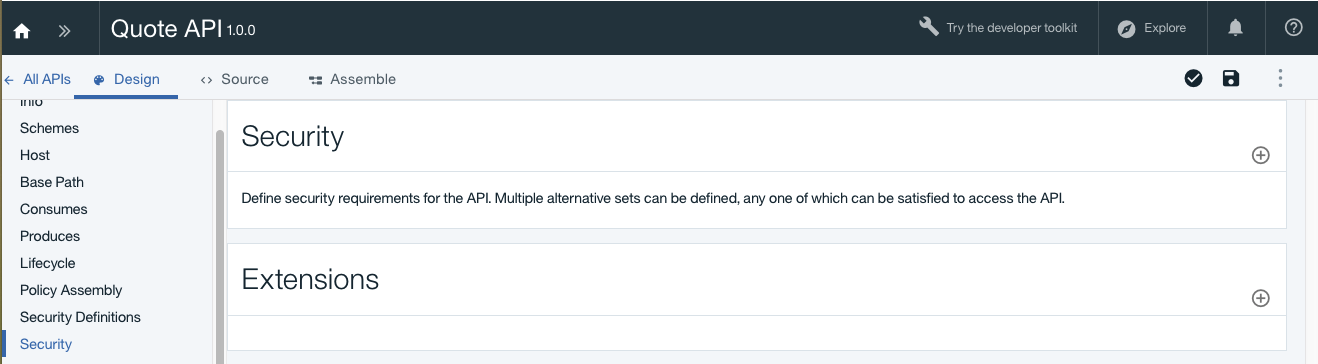 Quote API 1.0.0
Try the developer toolkit
Explore
All APIs
Design
Source
Assemble
Info
Schemes
Host
Base Path
Consumes
Produces
Lifecycle
Policy Assembly
Security Definitions
Security
Security
Define security requirements for the API. Multiple alternative sets can be defined, any one of which can be satisfied to access the API.
Extensions